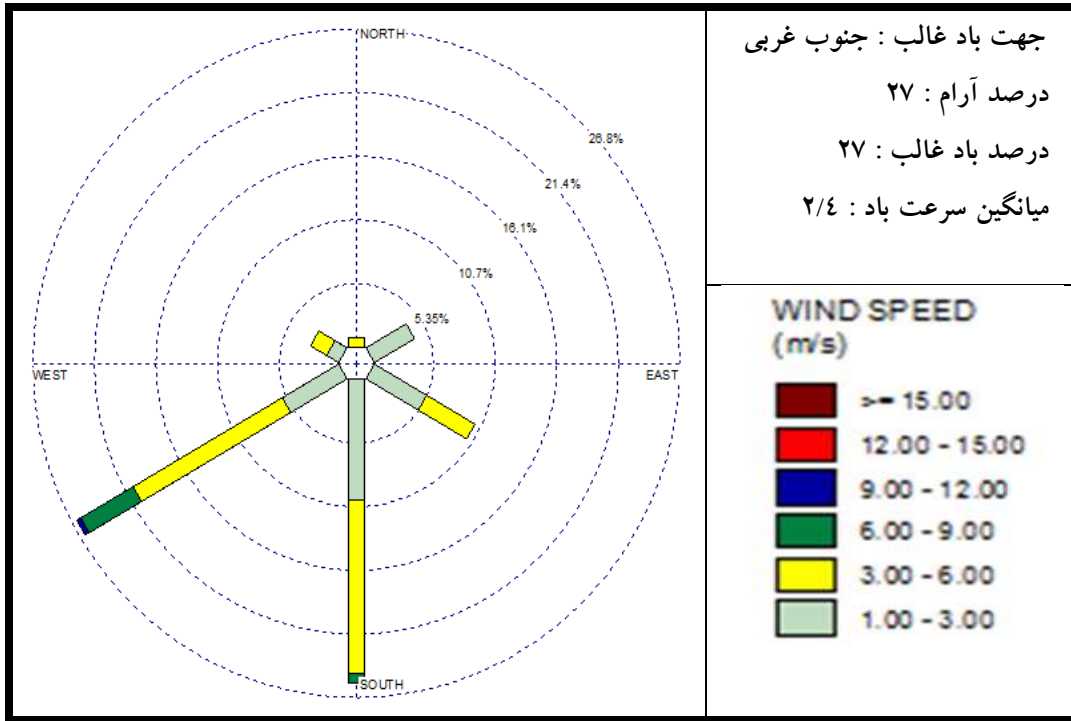 NORTH
26.8%
21.4%
16.1%
10.7%
5.35%
WEST
EAST
SOUTH
جهت باد غالب : جنوب غربی
درصد آرام : ۲۷
درصد باد غالب : ۲۷
میانگین سرعت باد : ۲/٤
WIND SPEED
(m/s)
>= 15.00
12.00 - 15.00
9.00 - 12.00
6.00 - 9.00
3.00 - 6.00
1.00 - 3.00